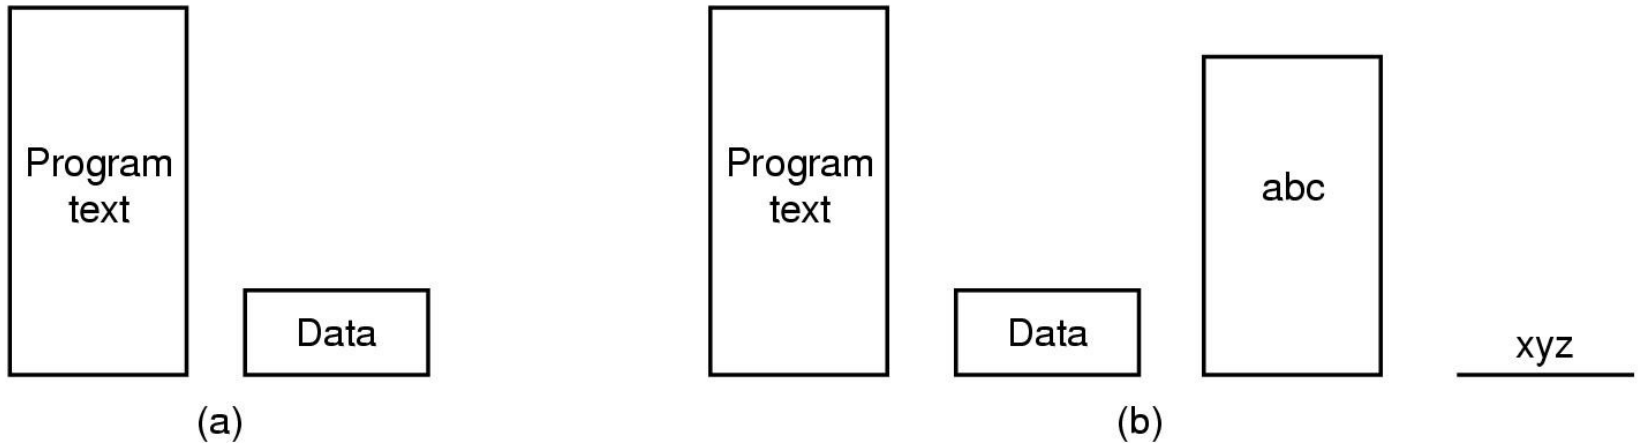 Program
text
Data
(a)
Program
text
Data
abc
xyz
(b)